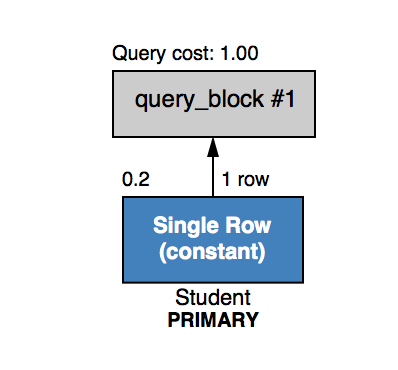 Query cost: 1.00
query_block #1
0.2 1 row
Single Row
(constant)
Student
PRIMARY